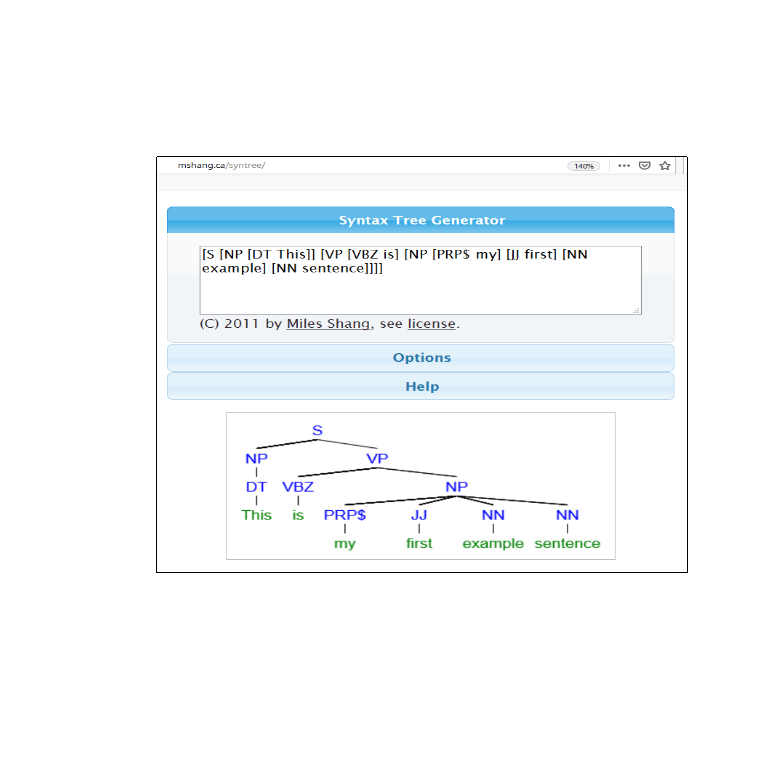 mshang.ca/syntree/ 140%
Syntax Tree Generator
[S [NP [DT This]] [VP [VBZ is] [NP [PRP$ my] [JJ first] [NN
example] [NN sentence]]]]
(C) 2011 by Miles Shang, see license.
Options
Help
S
NP VP
DT VBZ NP
This is PRP$ JJ NN NN
my first example sentence